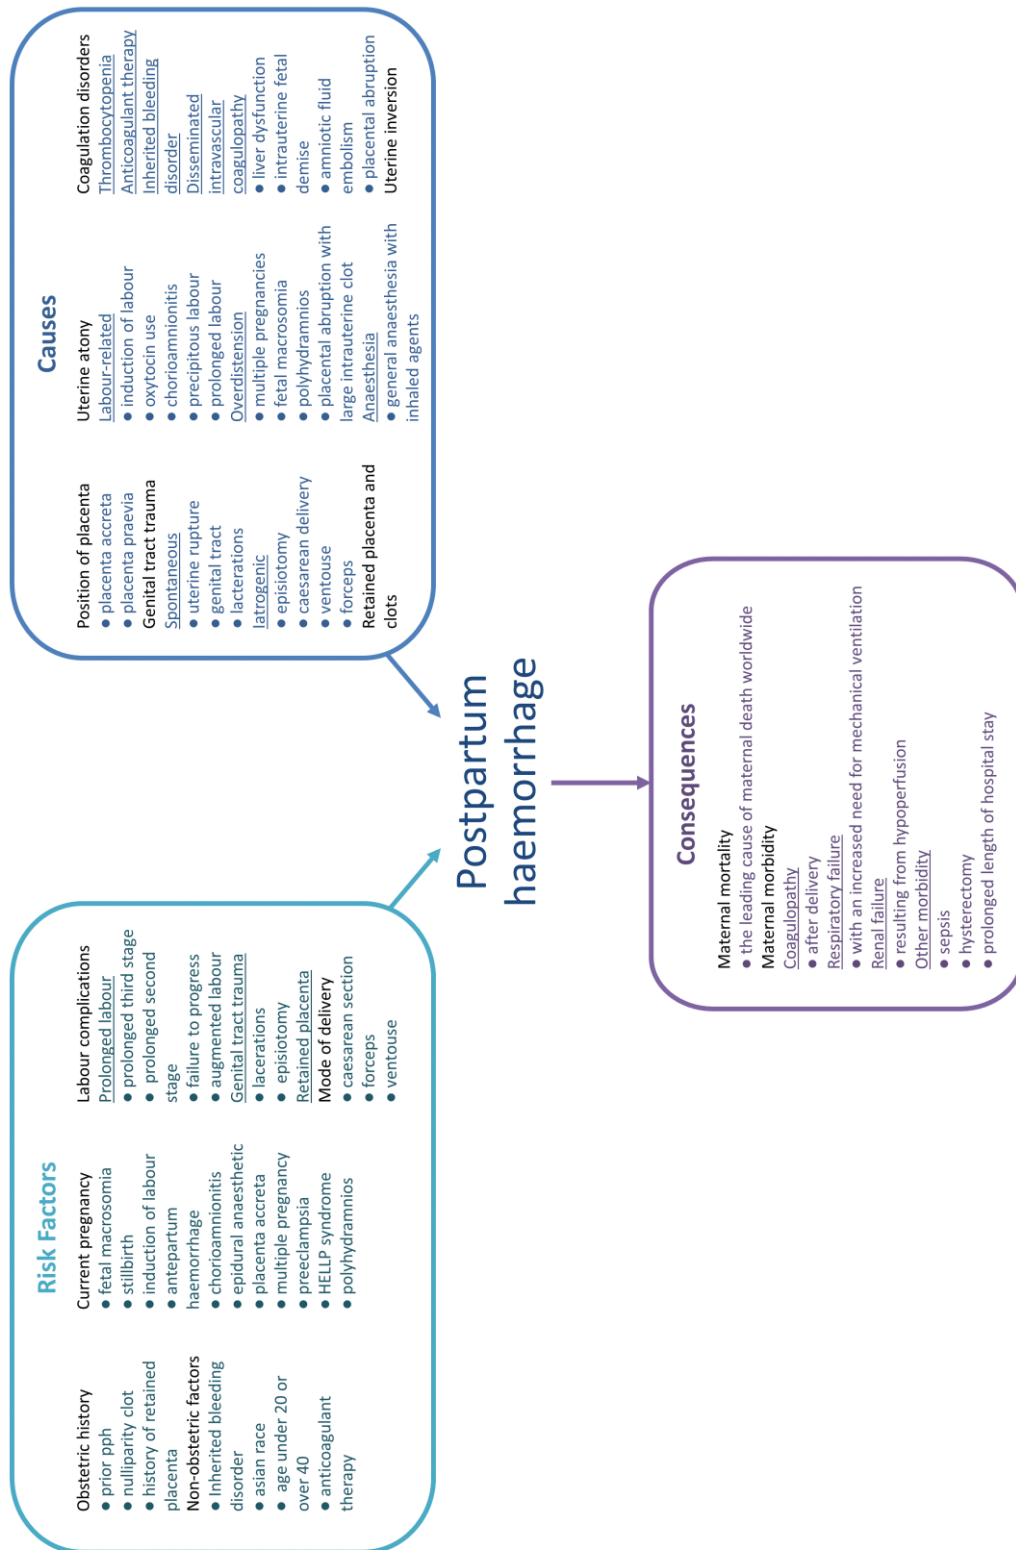 Risk Factors
Obstetric history
• prior pph
• nulliparity clot
• history of retained
placenta
Non-obstetric factors
• Inherited bleeding
disorder
• asian race
• age under 20 or
over 40
• anticoagulant
therapy
Current pregnancy
• fetal macrosomia
• stillbirth
• induction of labour
• antepartum
haemorrhage
• chorioamnionitis
• epidural anaesthetic
• placenta accreta
• multiple pregnancy
• preeclampsia
• HELLP syndrome
• polyhydramnios
Labour complications
Prolonged labour
• prolonged third stage
• prolonged second
stage
• failure to progress
• augmented labour
Genital tract trauma
• lacerations
• episiotomy
Retained placenta
Mode of delivery
• caesarean section
• forceps
• ventouse
Causes
Position of placenta
• placenta accreta
• placenta praevia
Genital tract trauma
Spontaneous
• uterine rupture
• genital tract
• lacterations
Iatrogenic
• episiotomy
• caesarean delivery
• ventouse
• forceps
Retained placenta and
clots
Uterine atony
Labour-related
• induction of labour
• oxytocin use
• chorioamnionitis
• precipitous labour
• prolonged labour
Overdistension
• multiple pregnancies
• fetal macrosomia
• polyhydramnios
• placental abruption with
large intrauterine clot
Anaesthesia
• general anaesthesia with
inhaled agents
Coagulation disorders
Thrombocytopenia
Anticoagulant therapy
Inherited bleeding
disorder
Disseminated
intravascular
coagulopathy
• liver dysfunction
• intrauterine fetal
demise
• amniotic fluid
embolism
• placental abruption
Uterine inversion
Postpartum
haemorrhage
Consequences
Maternal mortality
• the leading cause of maternal death worldwide
Maternal morbidity
Coagulopathy
• after delivery
Respiratory failure
• with an increased need for mechanical ventilation
Renal failure
• resulting from hypoperfusion
Other morbidity
• sepsis
• hysterectomy
• prolonged length of hospital stay